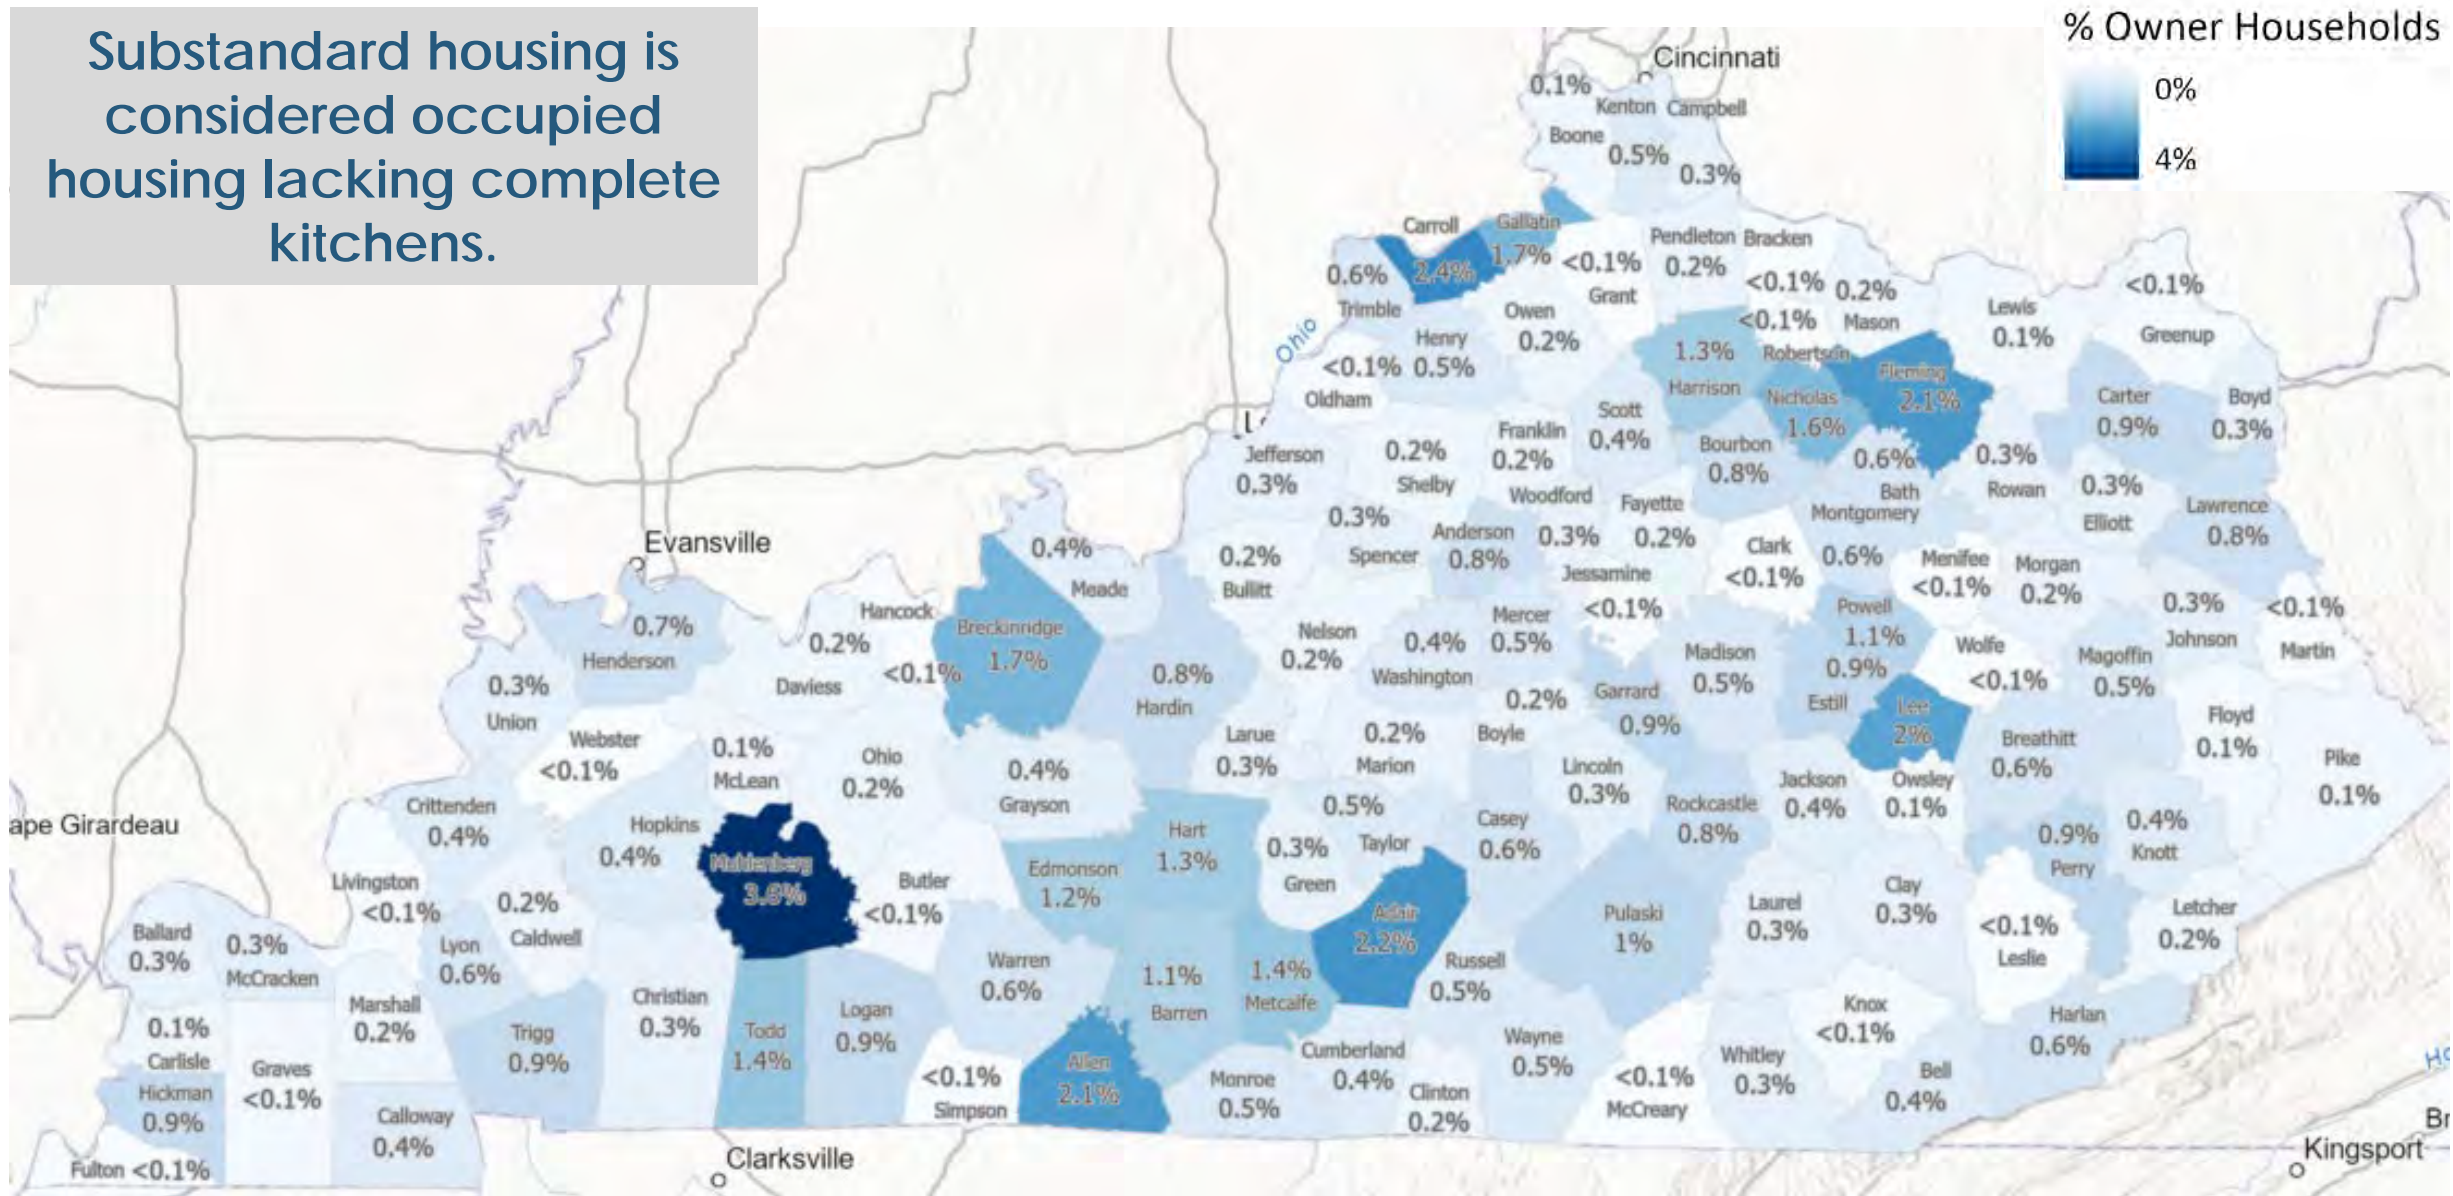 Substandard housing is
considered occupied
housing lacking complete
kitchens.
% Owner Households
0%
4%
Cincinnati
0.1%
Kenton Campbell
Boone
0.5%
0.3%
Carroll
Gallatin
2.4%
1.7%
<0.1%
Grant
Pendleton
0.2%
Bracken
<0.1%
0.2%
Mason
<0.1%
Robertson
Lewis
0.1%
<0.1%
Greenup
0.6%
Trimble
Ohio
Henry
0.5%
Owen
0.2%
<0.1%
Oldham
1.3%
Harrison
Nicholas
1.6%
Fleming
2.1%
Carter
0.9%
Boyd
0.3%
Jefferson
0.3%
0.2%
Shelby
Franklin
0.2%
Scott
0.4%
Bourbon
0.8%
0.6%
Bath
0.3%
Rowan
0.3%
Elliott
Lawrence
0.8%
Woodford
0.3%
Fayette
0.2%
Montgomery
0.6%
0.3%
Spencer
Anderson
0.8%
Clark
<0.1%
Menifee
<0.1%
Morgan
0.2%
0.2%
Bullitt
Jessamine
<0.1%
Evansville
0.4%
Meade
Hancock
<0.1%
0.2%
Daviess
Breckinridge
1.7%
0.7%
Henderson
0.3%
Union
Webster
<0.1%
0.1%
McLean
Ohio
0.2%
0.8%
Hardin
Nelson
0.2%
0.4%
Washington
Mercer
0.5%
Madison
0.5%
Powell
1.1%
0.9%
Estill
Wolfe
<0.1%
Magoffin
0.5%
0.3%
Johnson
<0.1%
Martin
0.2%
Boyle
Garrard
0.9%
Lee
2%
Floyd
0.1%
Pike
0.1%
Larue
0.3%
0.2%
Marion
Lincoln
0.3%
Breathitt
0.6%
Jackson
0.4%
Owsley
0.1%
ape Girardeau
Crittenden
0.4%
Hopkins
0.4%
Muhlenberg
3.6%
0.4%
Grayson
Hart
1.3%
0.5%
Taylor
0.3%
Green
Casey
0.6%
Rockcastle
0.8%
0.9%
Perry
0.4%
Knott
Livingston
<0.1%
0.2%
Caldwell
Butler
<0.1%
Edmonson
1.2%
Adair
2.2%
Pulaski
1%
Laurel
0.3%
Clay
0.3%
<0.1%
Leslie
Letcher
0.2%
Ballard
0.3%
0.3%
McCracken
Lyon
0.6%
Warren
0.6%
1.1%
Barren
1.4%
Metcalfe
Russell
0.5%
Marshall
0.2%
Christian
0.3%
Logan
0.9%
Trigg
0.9%
Todd
1.4%
0.1%
Carlisle
Graves
<0.1%
Hickman
0.9%
Calloway
0.4%
Fulton <0.1%
<0.1%
Simpson
Allen
2.1%
Monroe
0.5%
Cumberland
0.4%
Clinton
0.2%
Wayne
0.5%
<0.1%
McCreary
Whitley
0.3%
Knox
<0.1%
Bell
0.4%
Harlan
0.6%
Clarksville
Kingsport
Br